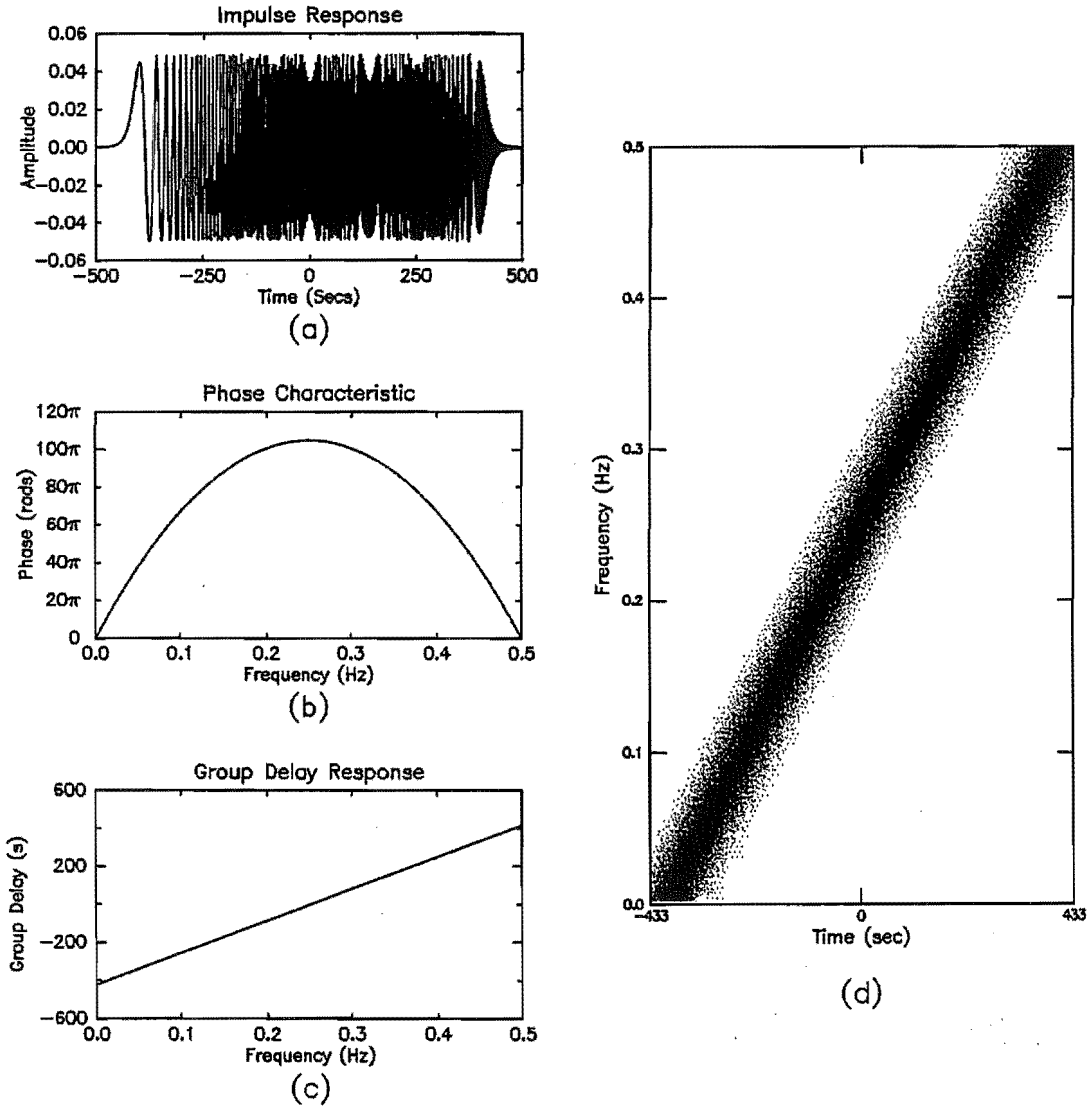 Impulse Response
0.06
0.04
0.02
0.00
−0.02
−0.04
−0.06
Amplitude
−500
−250
0
250
500
Time (Secs)
(a)
Phase Characteristic
120π
100π
80π
60π
40π
20π
0
Phase (rads)
0.0
0.1
0.2
0.3
0.4
0.5
Frequency (Hz)
(b)
Group Delay Response
600
200
−200
−600
Group Delay (s)
0.0
0.1
0.2
0.3
0.4
0.5
Frequency (Hz)
(c)
0.5
0.4
0.3
0.2
0.1
0.0
Frequency (Hz)
−433
0
433
Time (sec)
(d)